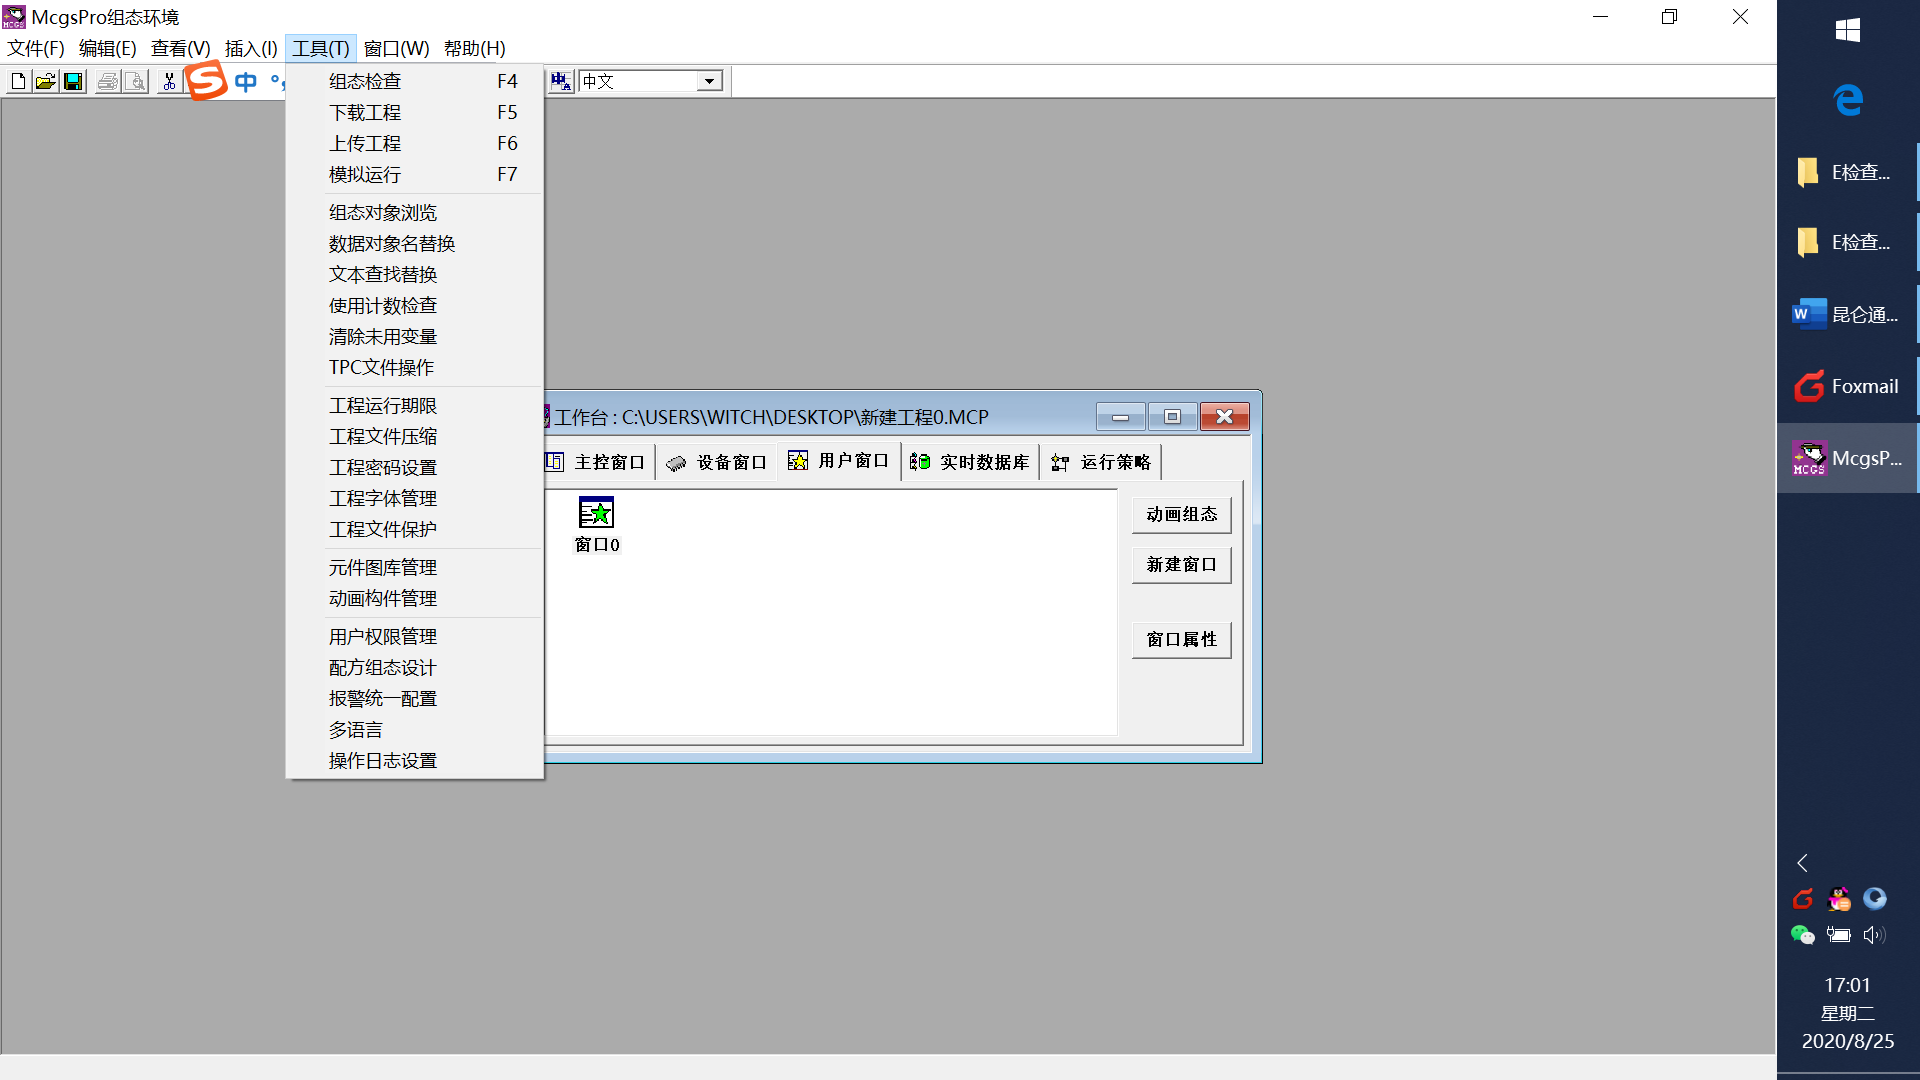 McgsPro组态环境
文件(F) 编辑(E) 查看(V) 插入(I) 工具(T) 窗口(W) 帮助(H)
中 °, 中文
组态检查 F4
下载工程 F5
上传工程 F6
模拟运行 F7
组态对象浏览
数据对象名替换
文本查找替换
使用计数检查
清除未用变量
TPC文件操作
工程运行期限
工程文件压缩
工程密码设置
工程字体管理
工程文件保护
元件图库管理
动画构件管理
用户权限管理
配方组态设计
报警统一配置
多语言
操作日志设置
工作台 : C:\USERS\WITCH\DESKTOP\新建工程0.MCP
主控窗口 设备窗口 用户窗口 实时数据库 运行策略
窗口0
动画组态
新建窗口
窗口属性
E检查...
E检查...
昆仑通...
Foxmail
McgsP...
17:01
星期二
2020/8/25